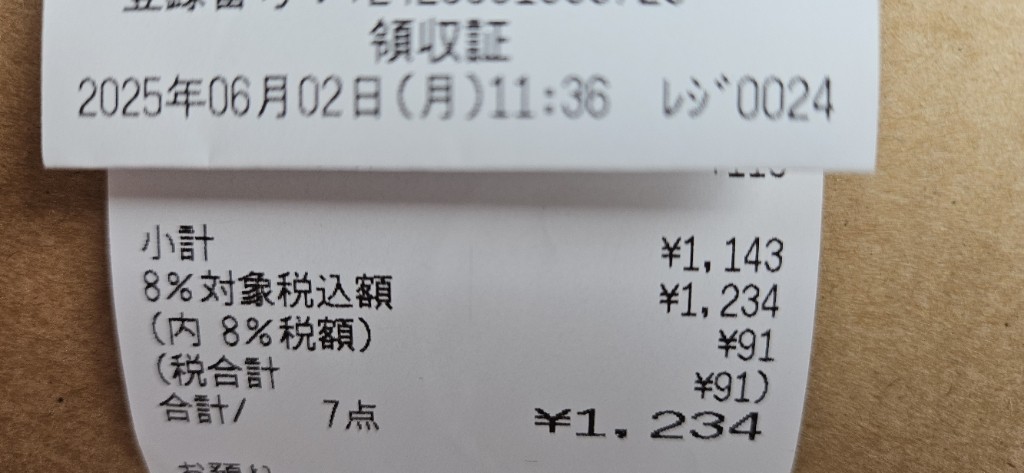 領収証
2025年06月02日(月)11:36 レジ0024
小計 ¥1,143
8%対象税込額 ¥1,234
(内 8%税額) ¥91
(税合計 ¥91)
合計/ 7点 ¥1,234